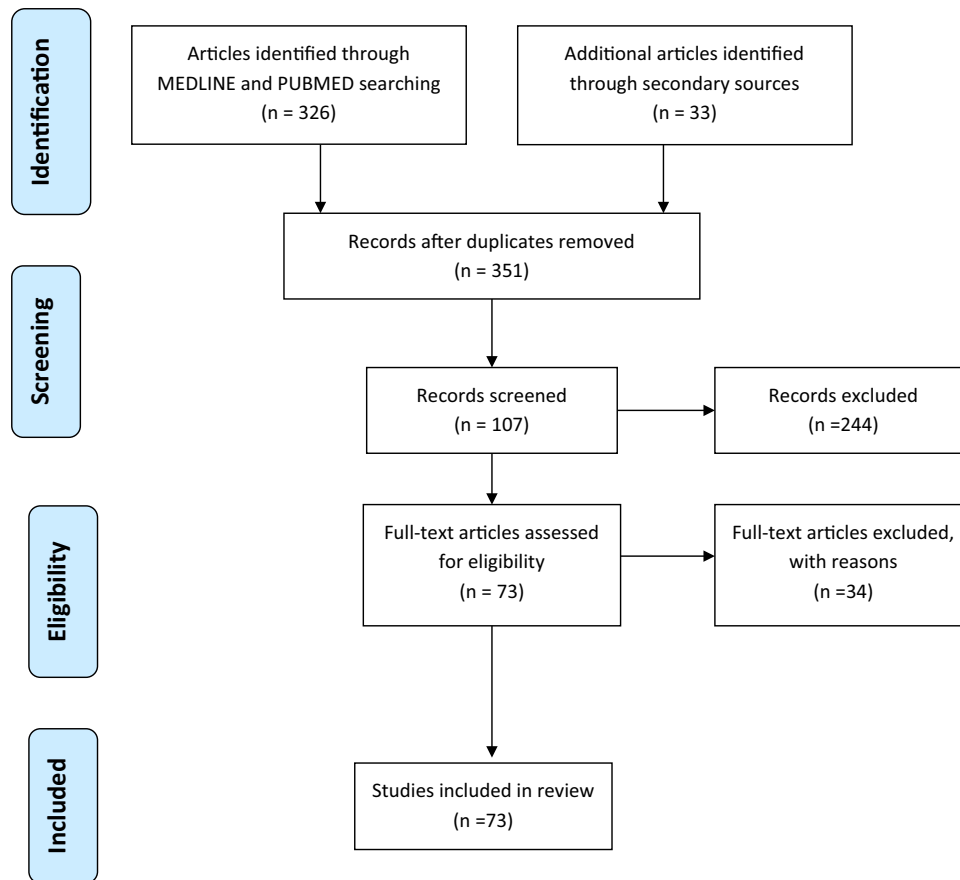 Identification
Articles identified through
MEDLINE and PUBMED searching
(n = 326)
Additional articles identified
through secondary sources
(n = 33)
Records after duplicates removed
(n = 351)
Screening
Records screened
(n = 107)
Records excluded
(n =244)
Eligibility
Full-text articles assessed
for eligibility
(n = 73)
Full-text articles excluded,
with reasons
(n =34)
Included
Studies included in review
(n =73)